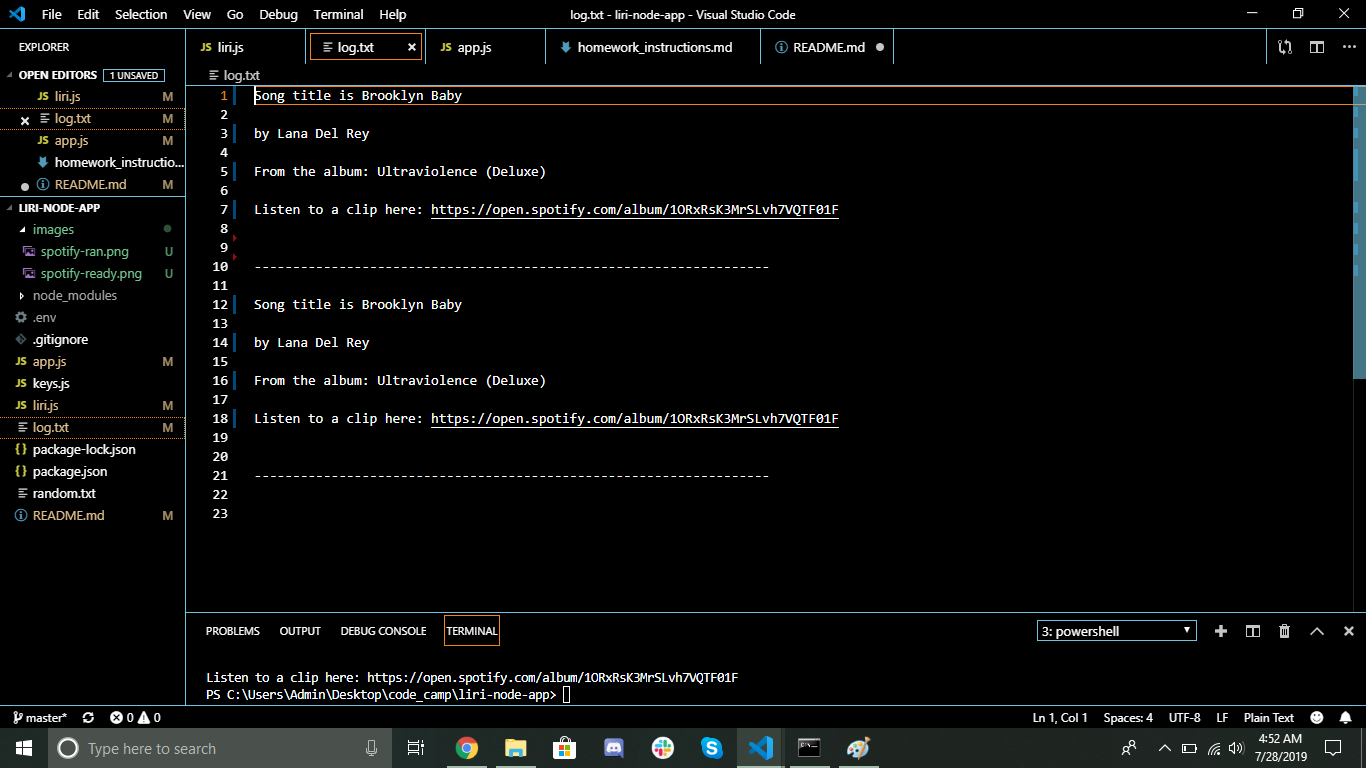 File Edit Selection View Go Debug Terminal Help log.txt - liri-node-app - Visual Studio Code
EXPLORER
OPEN EDITORS 1 UNSAVED
JS liri.js M
log.txt M
JS app.js M
homework_instructio...
README.md M
LIRI-NODE-APP
images
spotify-ran.png U
spotify-ready.png U
node_modules
.env
.gitignore
JS app.js M
JS keys.js
JS liri.js M
log.txt M
{} package-lock.json
{} package.json
random.txt
README.md M
JS liri.js log.txt JS app.js homework_instructions.md README.md
log.txt
1 Song title is Brooklyn Baby
2
3 by Lana Del Rey
4
5 From the album: Ultraviolence (Deluxe)
6
7 Listen to a clip here: https://open.spotify.com/album/1ORxRsK3MrSLvh7VQTF01F
8
9
10 -------------------------------------------------------------------
11
12 Song title is Brooklyn Baby
13
14 by Lana Del Rey
15
16 From the album: Ultraviolence (Deluxe)
17
18 Listen to a clip here: https://open.spotify.com/album/1ORxRsK3MrSLvh7VQTF01F
19
20
21 -------------------------------------------------------------------
22
23
PROBLEMS OUTPUT DEBUG CONSOLE TERMINAL 3: powershell
Listen to a clip here: https://open.spotify.com/album/1ORxRsK3MrSLvh7VQTF01F
PS C:\Users\Admin\Desktop\code_camp\liri-node-app>
master* 0 0 Ln 1, Col 1 Spaces: 4 UTF-8 LF Plain Text
Type here to search
4:52 AM
7/28/2019